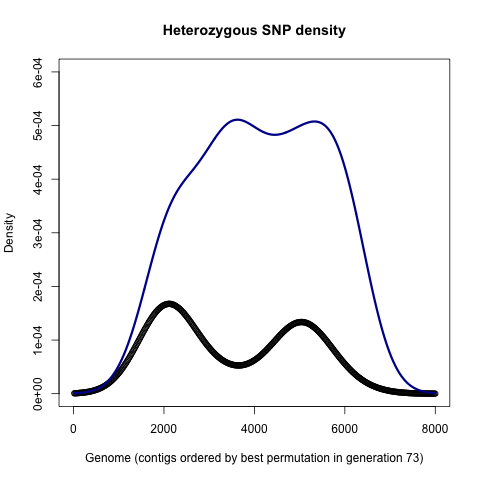 Heterozygous SNP density
Density
6e-04
5e-04
4e-04
3e-04
2e-04
1e-04
0e+00
0 2000 4000 6000 8000
Genome (contigs ordered by best permutation in generation 73)